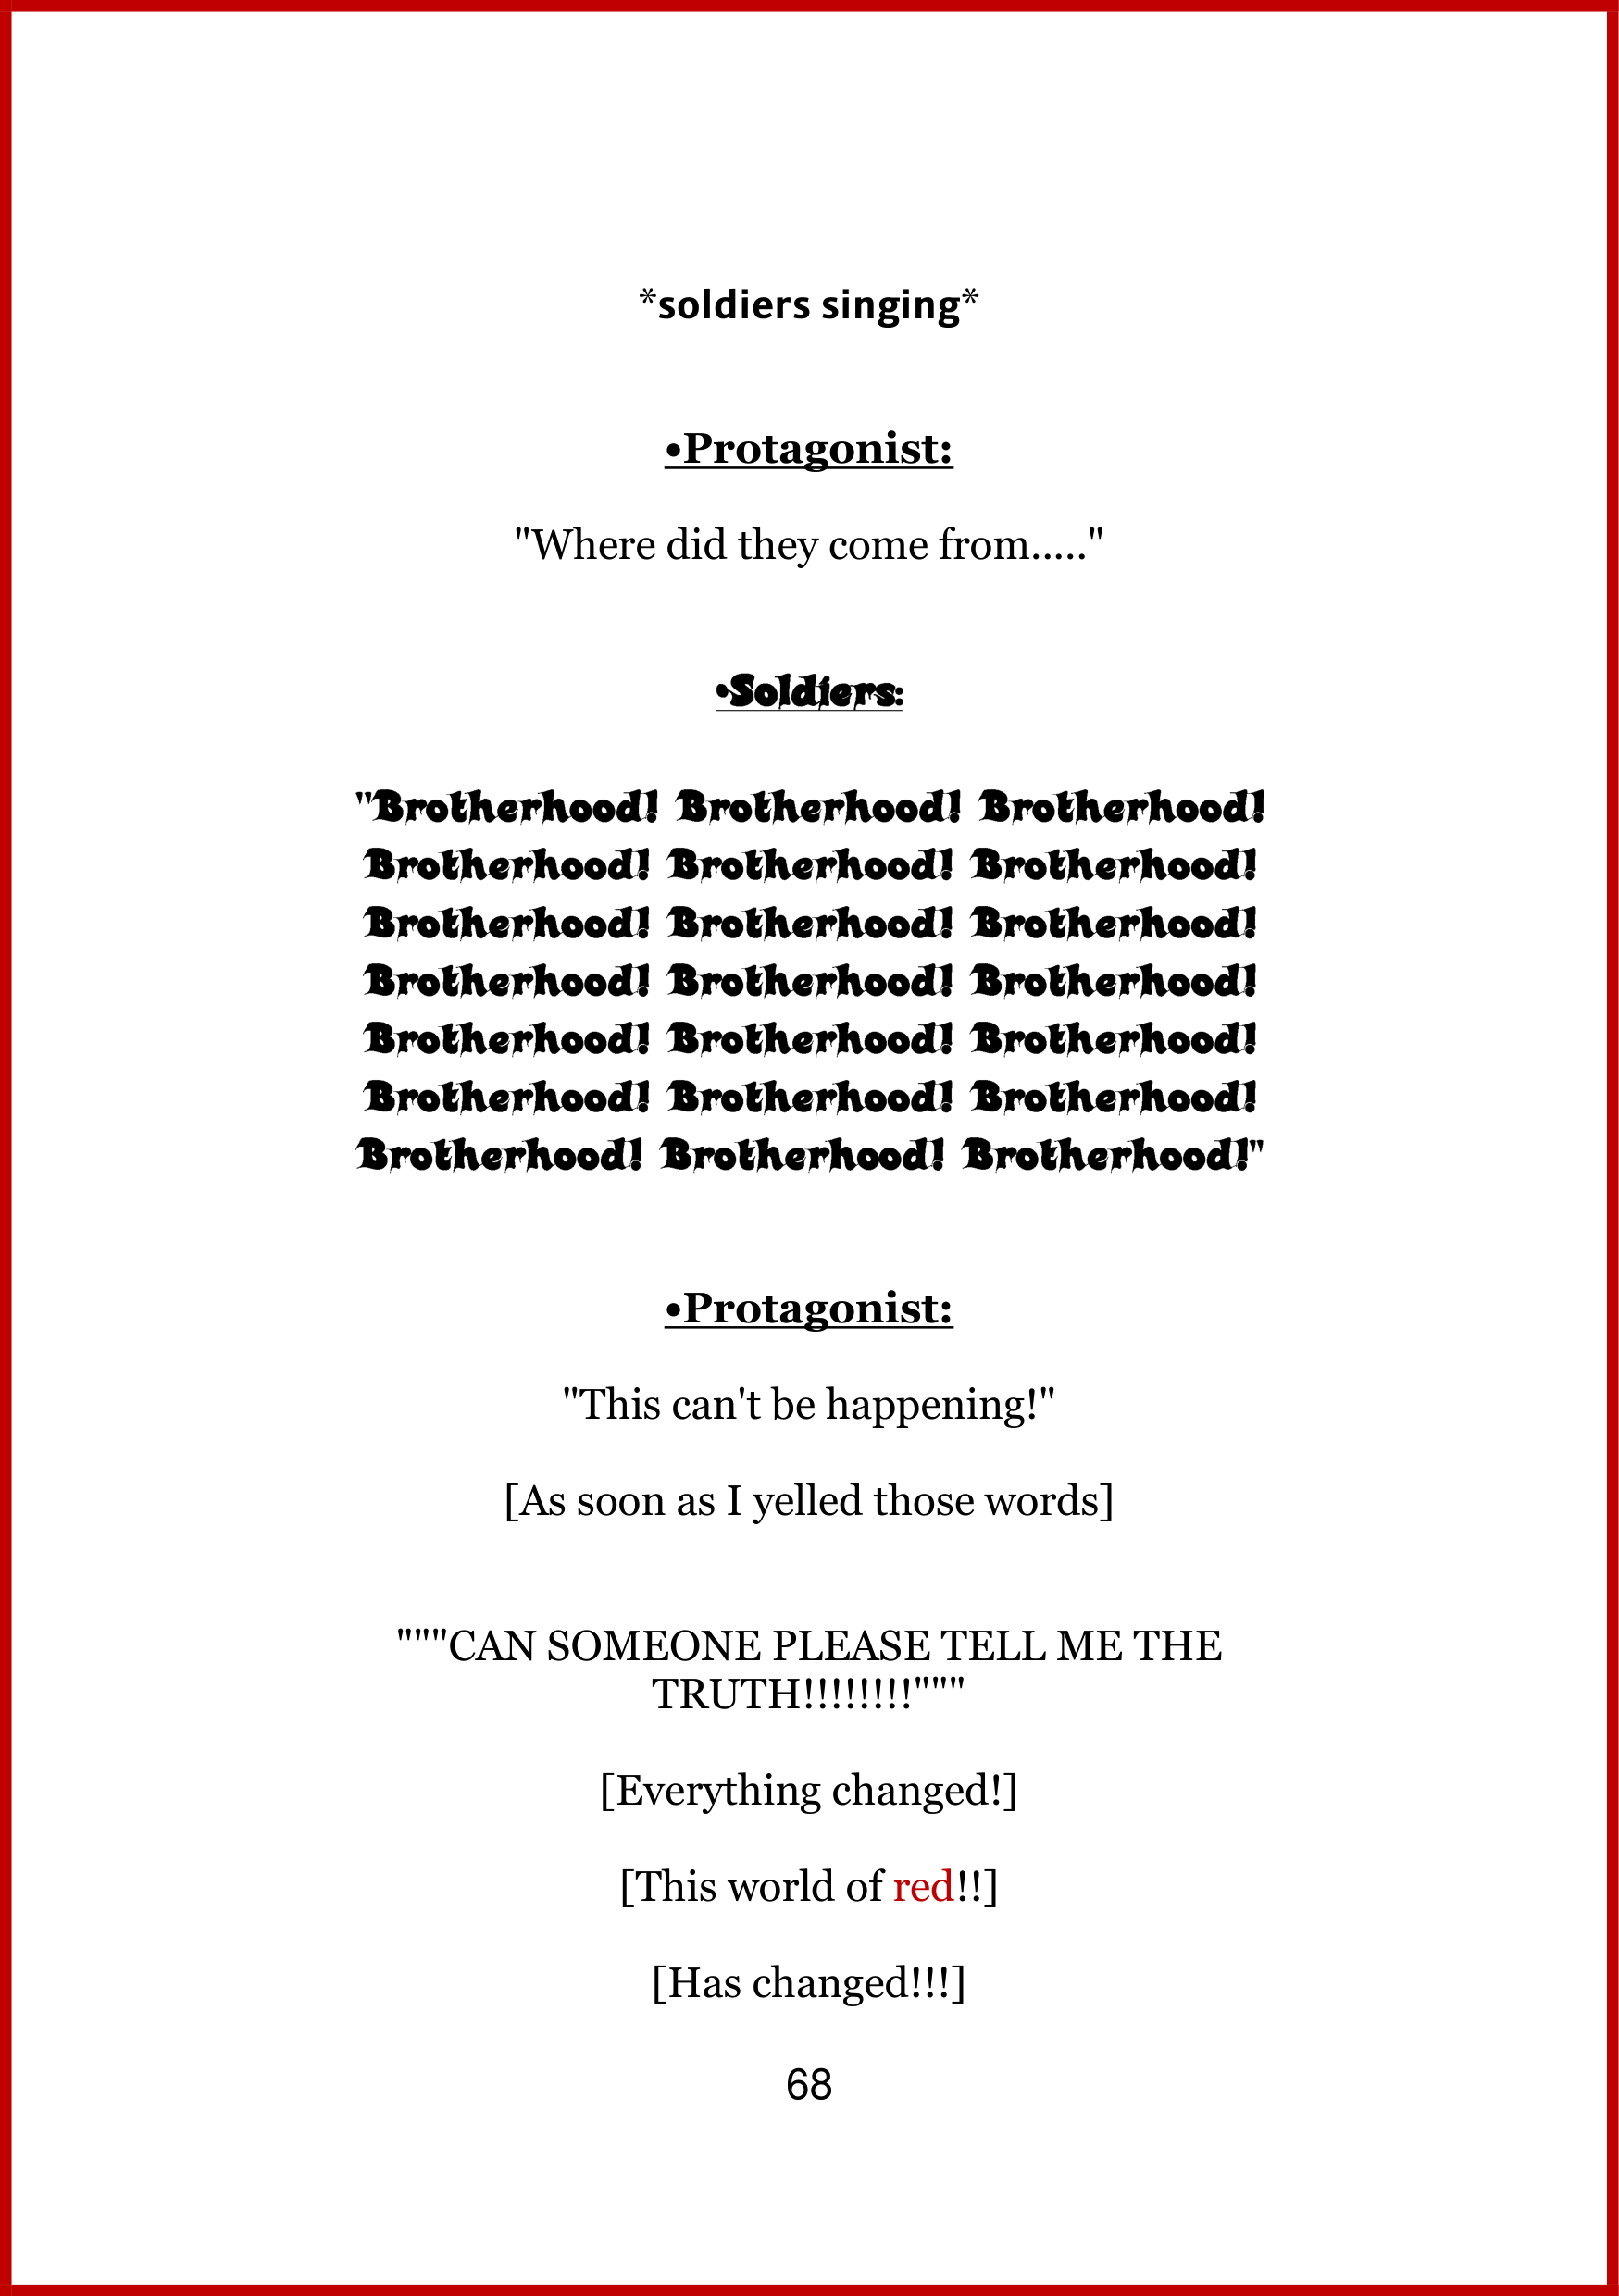 *soldiers singing*
•Protagonist:
"Where did they come from....."
•Soldiers:
"Brotherhood! Brotherhood! Brotherhood!
Brotherhood! Brotherhood! Brotherhood!
Brotherhood! Brotherhood! Brotherhood!
Brotherhood! Brotherhood! Brotherhood!
Brotherhood! Brotherhood! Brotherhood!
Brotherhood! Brotherhood! Brotherhood!
Brotherhood! Brotherhood! Brotherhood!"
•Protagonist:
"This can't be happening!"
[As soon as I yelled those words]
"""CAN SOMEONE PLEASE TELL ME THE
TRUTH!!!!!!!!"""
[Everything changed!]
[This world of red!!]
[Has changed!!!]
68